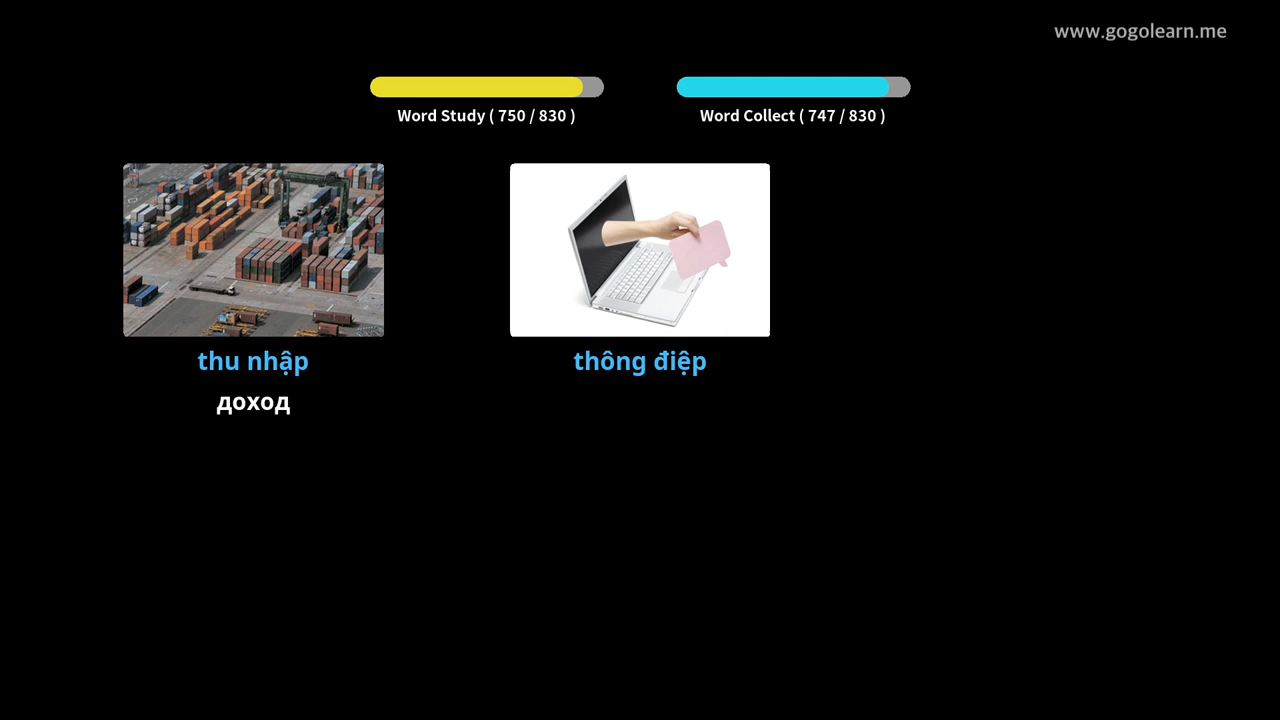 www.gogolearn.me
Word Study ( 750 / 830 )
Word Collect ( 747 / 830 )
thu nhập
thông điệp
доход